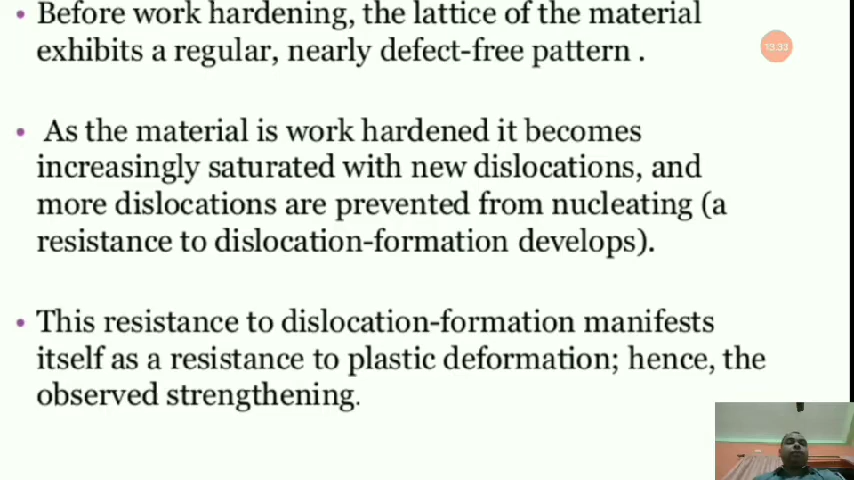 • Before work hardening, the lattice of the material
exhibits a regular, nearly defect-free pattern .
• As the material is work hardened it becomes
increasingly saturated with new dislocations, and
more dislocations are prevented from nucleating (a
resistance to dislocation-formation develops).
• This resistance to dislocation-formation manifests
itself as a resistance to plastic deformation; hence, the
observed strengthening.
13:33